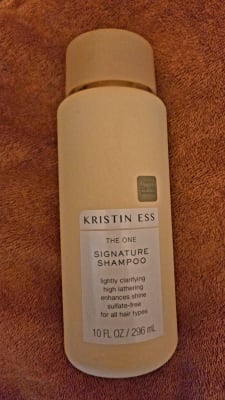 KRISTIN ESS
THE ONE
SIGNATURE
SHAMPOO
lightly clarifying
high lathering
enhances shine
sulfate-free
for all hair types
10 FL OZ / 296 mL